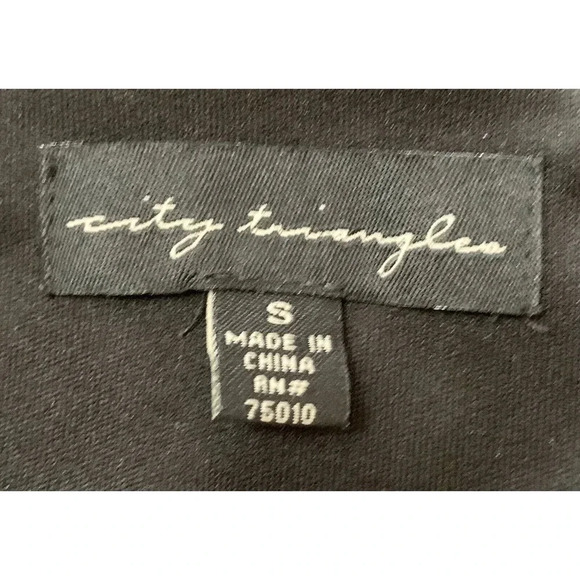 city triangles
S
MADE IN
CHINA
RN#
75010